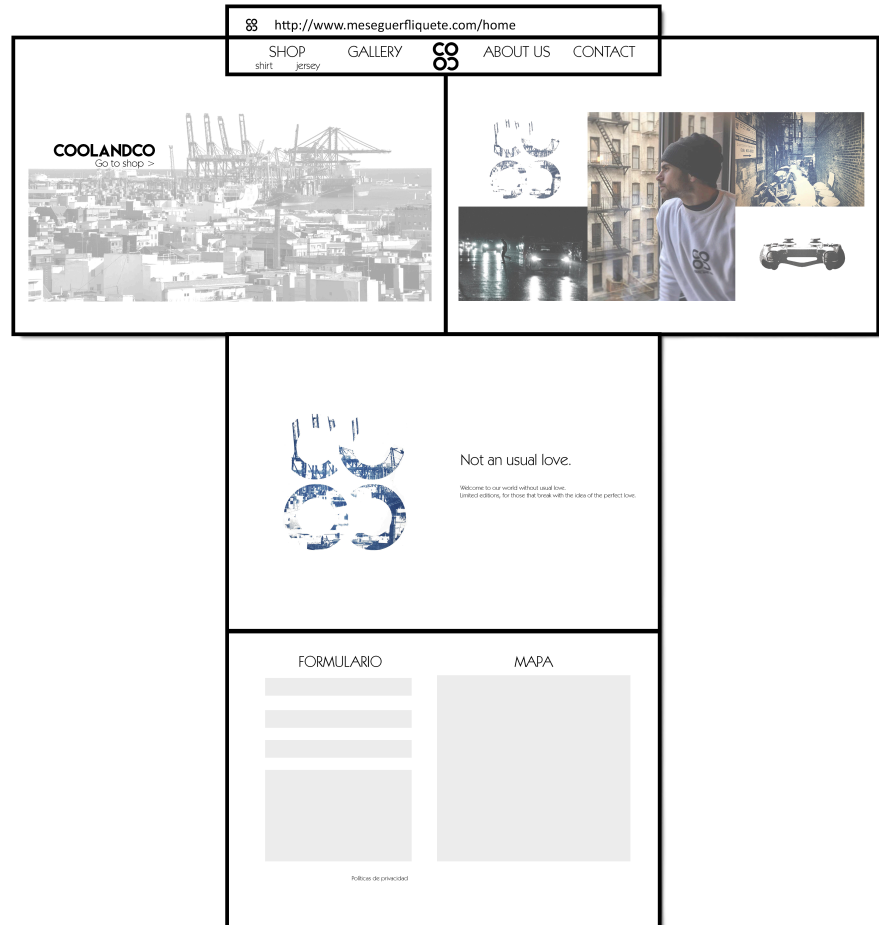 http://www.meseguerfliquete.com/home
SHOP GALLERY ABOUT US CONTACT
shirt jersey
COOLANDCO
Go to shop >
Not an usual love.
Welcome to our world without usual love.
Limited editions, for those that break with the idea of the perfect love.
FORMULARIO MAPA
Políticas de privacidad